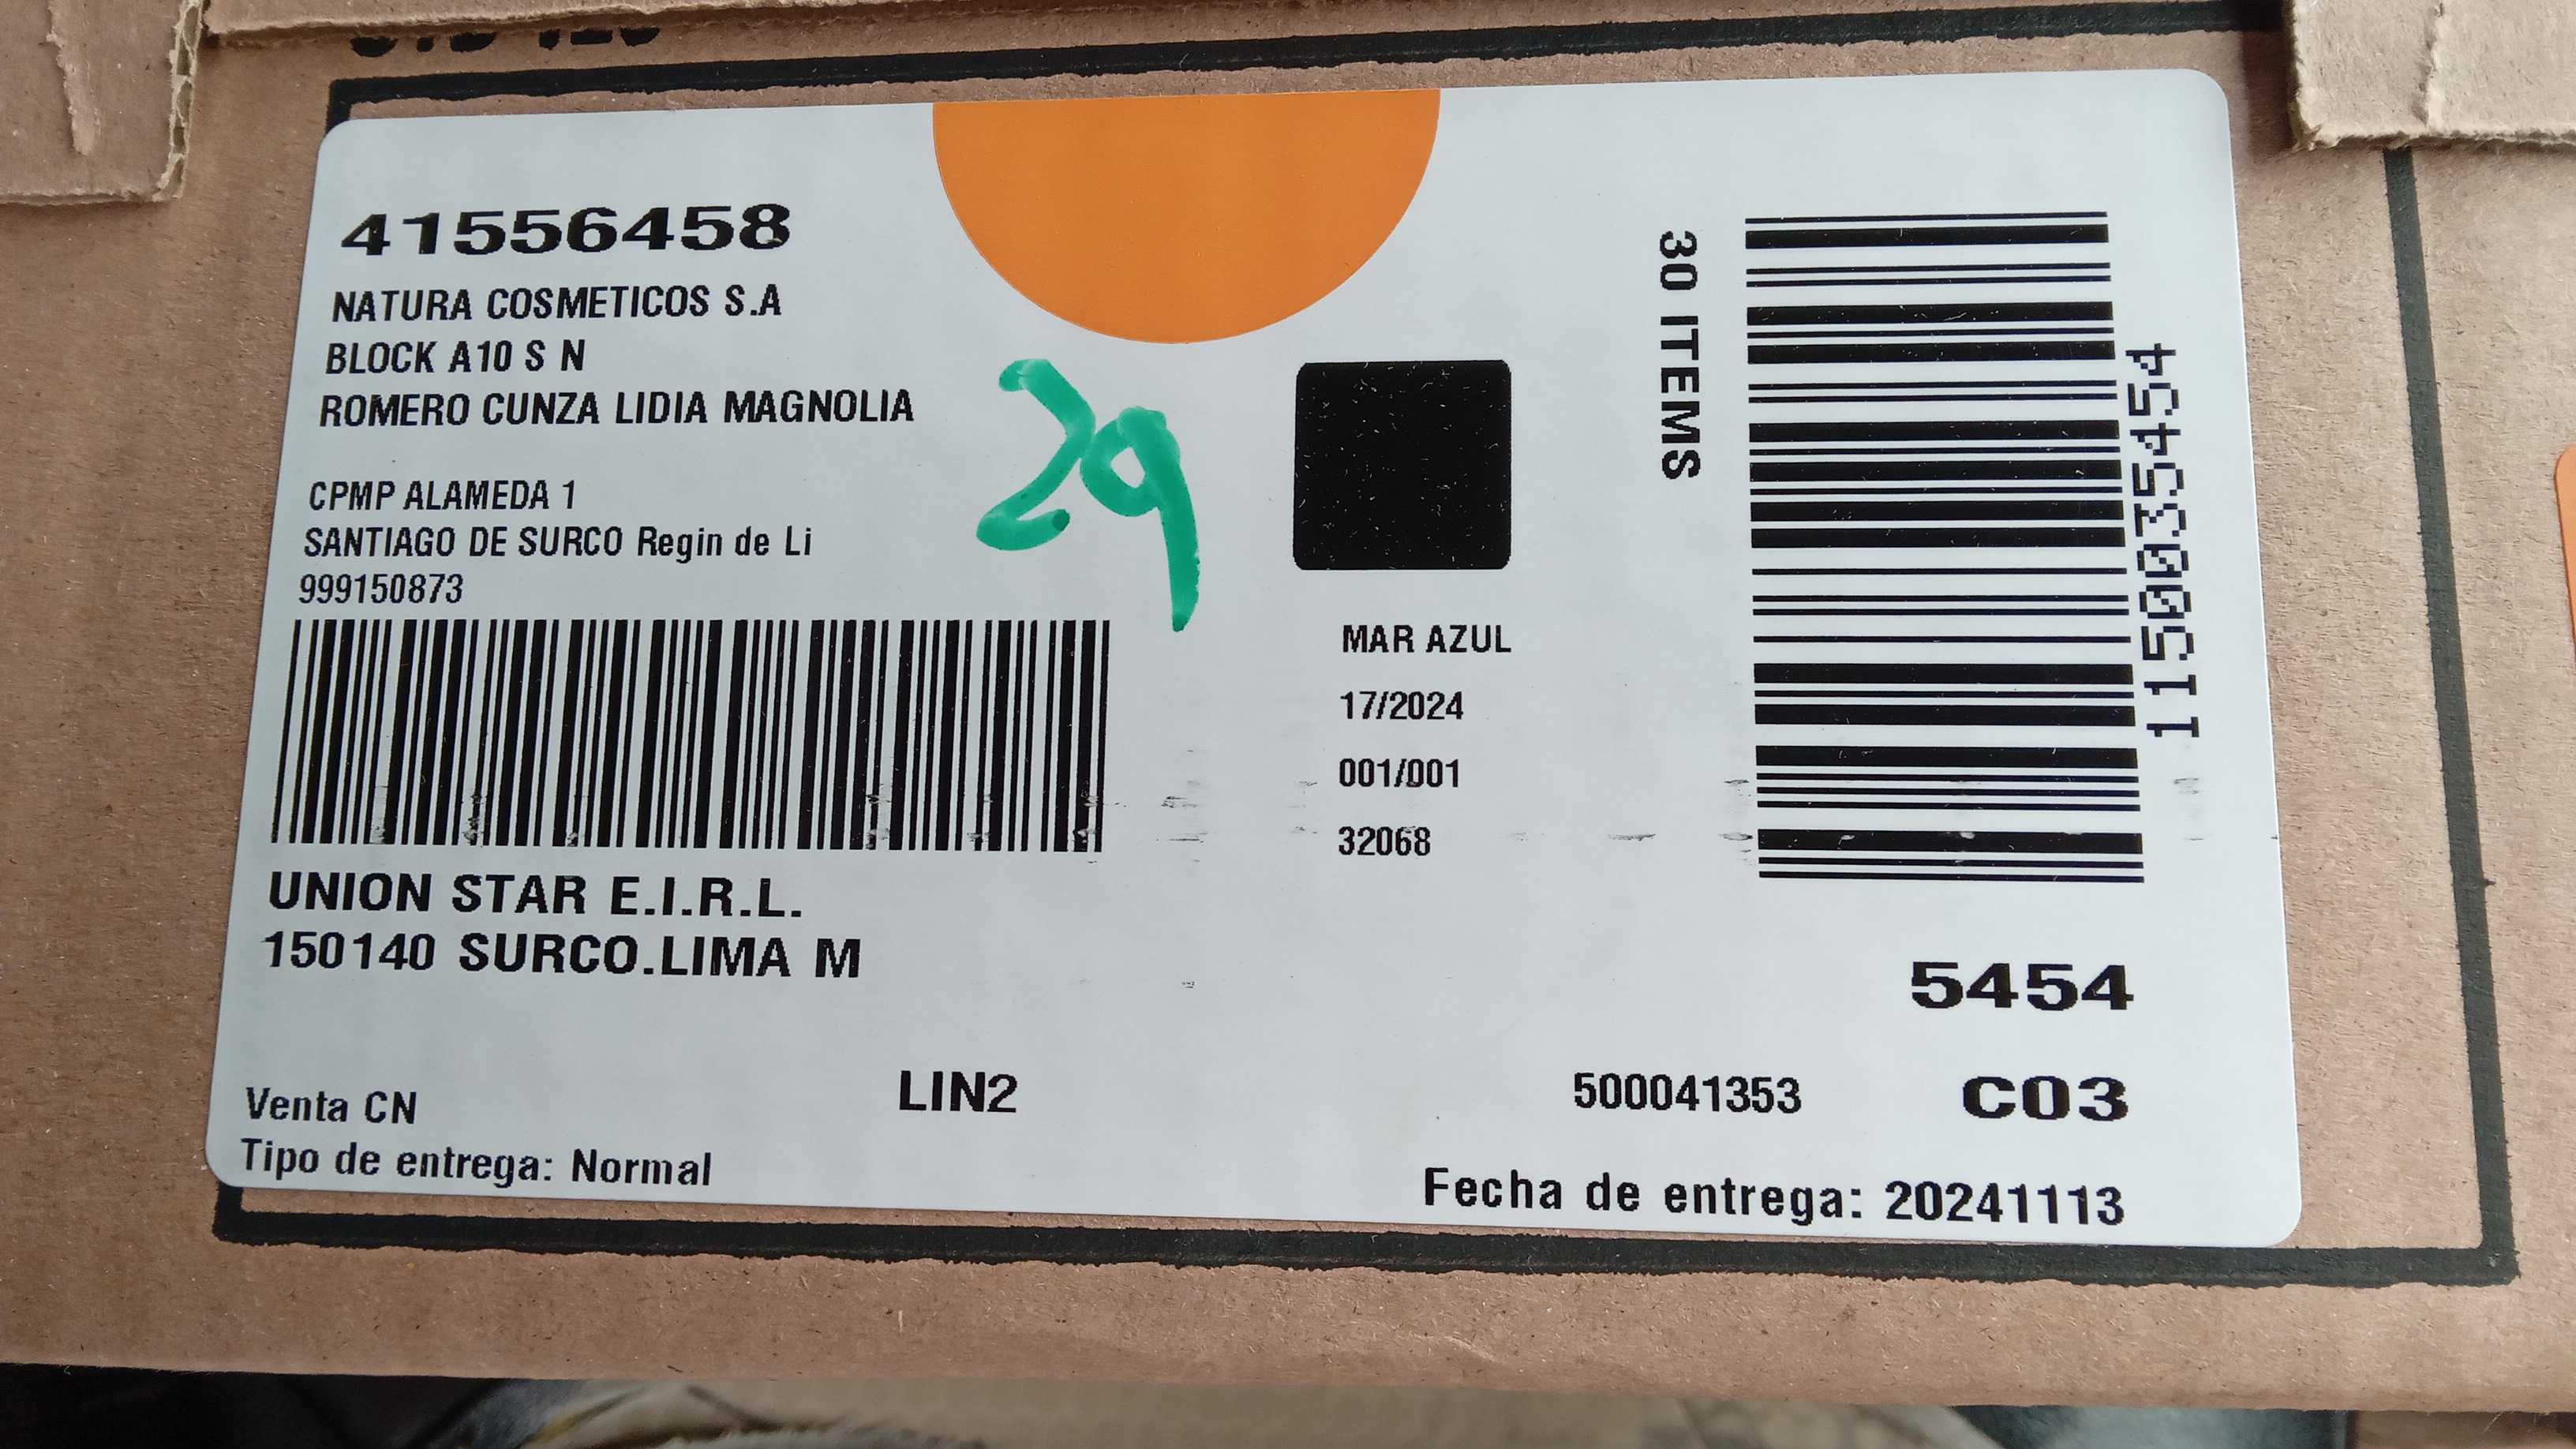 41556458
NATURA COSMETICOS S.A
BLOCK A10 S N
ROMERO CUNZA LIDIA MAGNOLIA
CPMP ALAMEDA 1
SANTIAGO DE SURCO Regin de Li
999150873
29
UNION STAR E.I.R.L.
150140 SURCO.LIMA M
MAR AZUL
17/2024
001/001
32068
30 ITEMS
11500035454
5454
Venta CN
LIN2
500041353
C03
Tipo de entrega: Normal
Fecha de entrega: 20241113